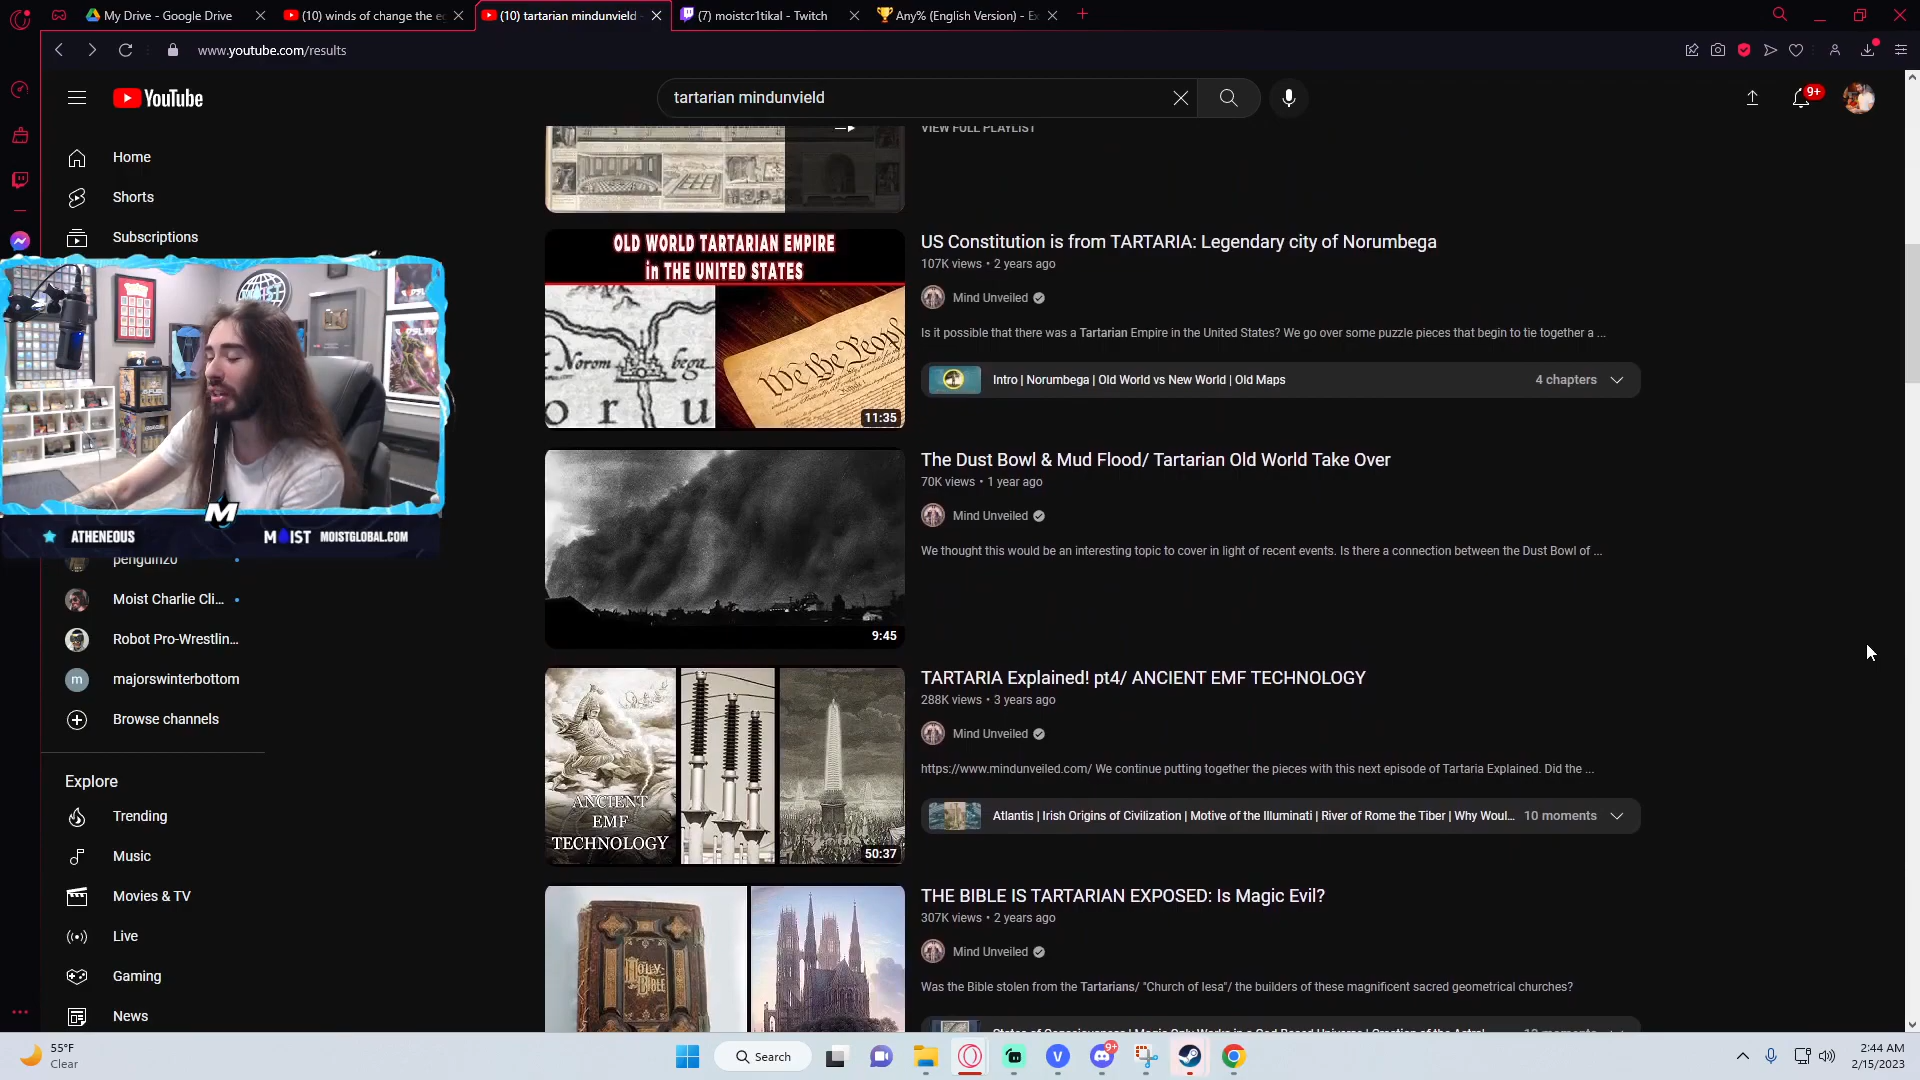 My Drive - Google Drive
(10) winds of change the e
(10) tartarian mindunvield -
(7) moistcr1tikal - Twitch
Any% (English Version) - Ex
www.youtube.com/results
YouTube
tartarian mindunvield
9+
Home
Shorts
Subscriptions
ATHENEOUS
MOIST
MOISTGLOBAL.COM
penguinz0
Moist Charlie Cli...
Robot Pro-Wrestlin...
m
majorswinterbottom
Browse channels
Explore
Trending
Music
Movies & TV
Live
Gaming
News
VIEW FULL PLAYLIST
OLD WORLD TARTARIAN EMPIRE
in THE UNITED STATES
Norom bega
o r u
We the People
11:35
US Constitution is from TARTARIA: Legendary city of Norumbega
107K views • 2 years ago
Mind Unveiled
Is it possible that there was a Tartarian Empire in the United States? We go over some puzzle pieces that begin to tie together a ...
Intro | Norumbega | Old World vs New World | Old Maps
4 chapters
9:45
The Dust Bowl & Mud Flood/ Tartarian Old World Take Over
70K views • 1 year ago
Mind Unveiled
We thought this would be an interesting topic to cover in light of recent events. Is there a connection between the Dust Bowl of ...
ANCIENT
EMF
TECHNOLOGY
50:37
TARTARIA Explained! pt4/ ANCIENT EMF TECHNOLOGY
288K views • 3 years ago
Mind Unveiled
https://www.mindunveiled.com/ We continue putting together the pieces with this next episode of Tartaria Explained. Did the ...
Atlantis | Irish Origins of Civilization | Motive of the Illuminati | River of Rome the Tiber | Why Woul...
10 moments
HOLY
BIBLE
THE BIBLE IS TARTARIAN EXPOSED: Is Magic Evil?
307K views • 2 years ago
Mind Unveiled
Was the Bible stolen from the Tartarians/ "Church of Iesa"/ the builders of these magnificent sacred geometrical churches?
55°F
Clear
Search
9+
2:44 AM
2/15/2023